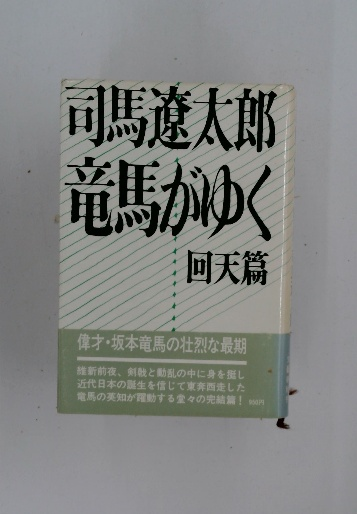 司馬遼太郎
竜馬がゆく
回天篇
偉才・坂本竜馬の壮烈な最期
維新前夜、剣戟と動乱の中に身を挺し
近代日本の誕生を信じて東奔西走した
竜馬の英知が躍動する堂々の完結篇!